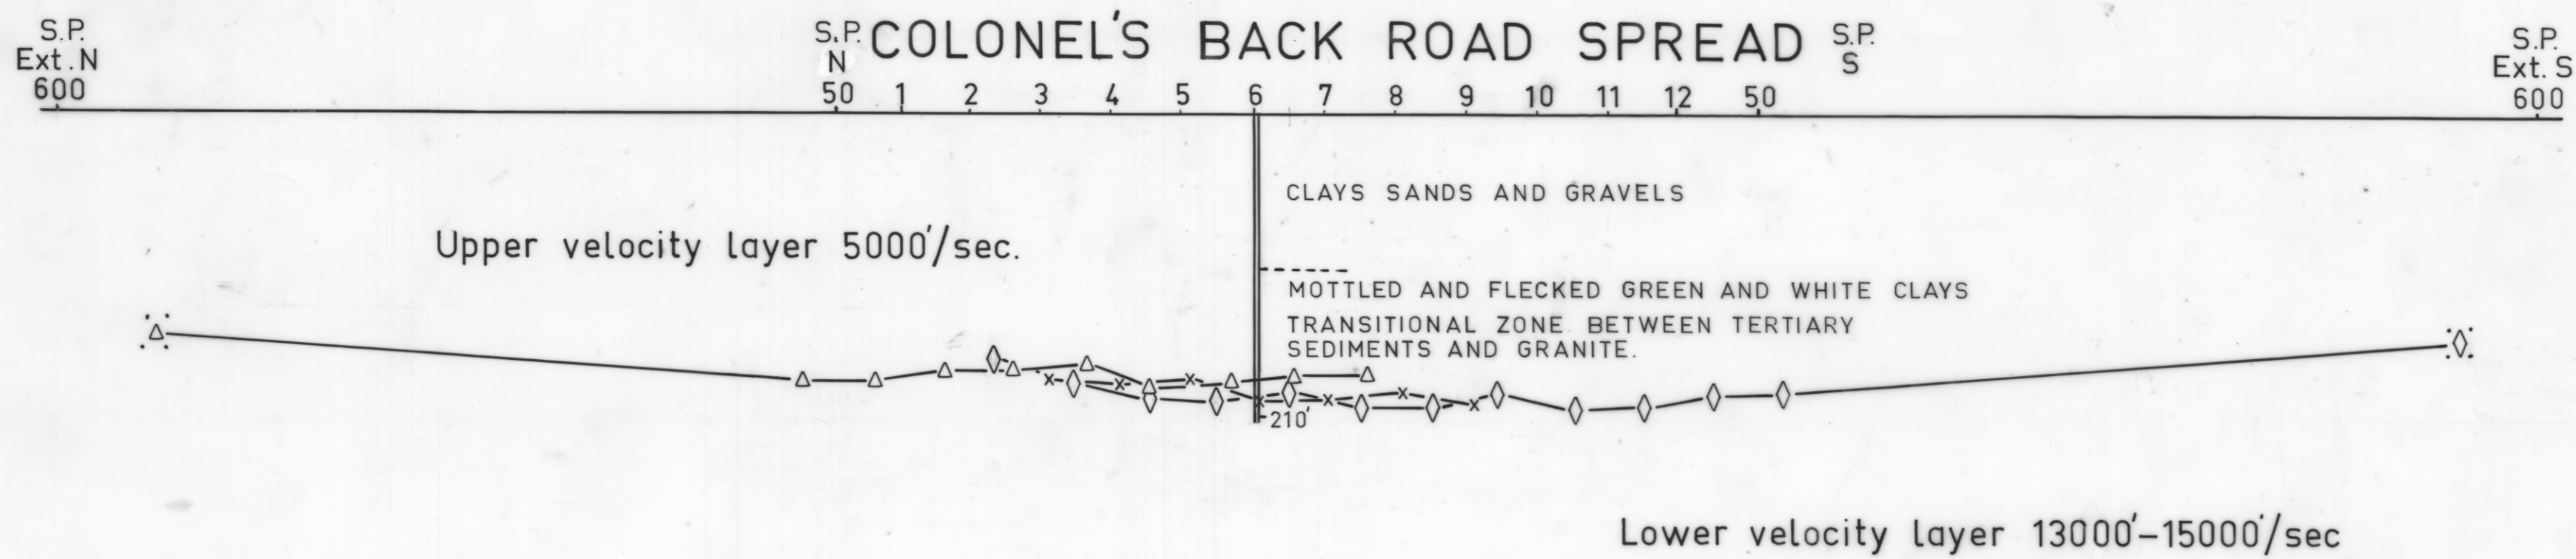 S.P.
Ext. N
600
S.P.
N
COLONEL'S BACK ROAD SPREAD
S.P.
S
S.P.
Ext. S
600
50 1 2 3 4 5 6 7 8 9 10 11 12 50
CLAYS SANDS AND GRAVELS
Upper velocity layer 5000'/sec.
MOTTLED AND FLECKED GREEN AND WHITE CLAYS
TRANSITIONAL ZONE BETWEEN TERTIARY
SEDIMENTS AND GRANITE.
210'
Lower velocity layer 13000'-15000'/sec